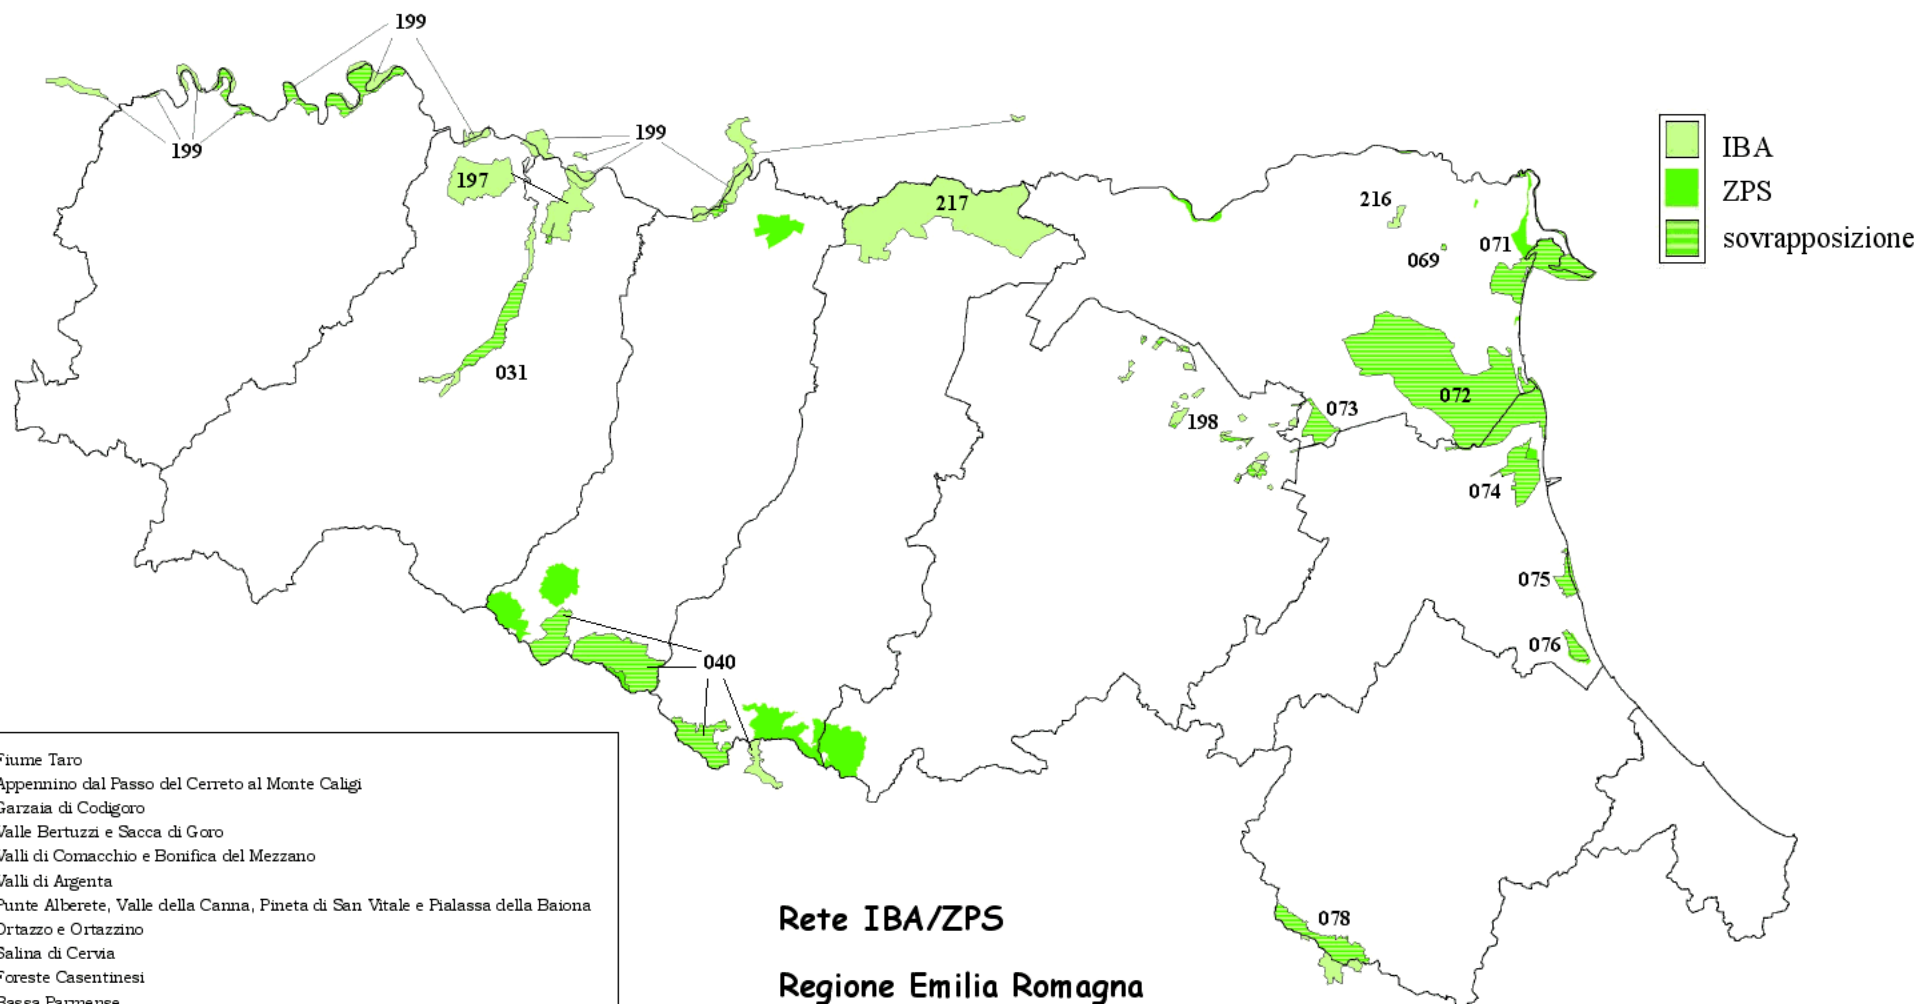 199
199
199
197
217
216
069
071
031
072
073
198
074
075
076
040
078
IBA
ZPS
sovrapposizione
Fiume Taro
Appennino dal Passo del Cerreto al Monte Caligi
Garzaia di Codigoro
Valle Bertuzzi e Sacca di Goro
Valli di Comacchio e Bonifica del Mezzano
Valli di Argenta
Punte Alberete, Valle della Canna, Pineta di San Vitale e Pialassa della Baiona
Ortazzo e Ortazzino
Salina di Cervia
Foreste Casentinesi
Bassa Parmense
Rete IBA/ZPS
Regione Emilia Romagna